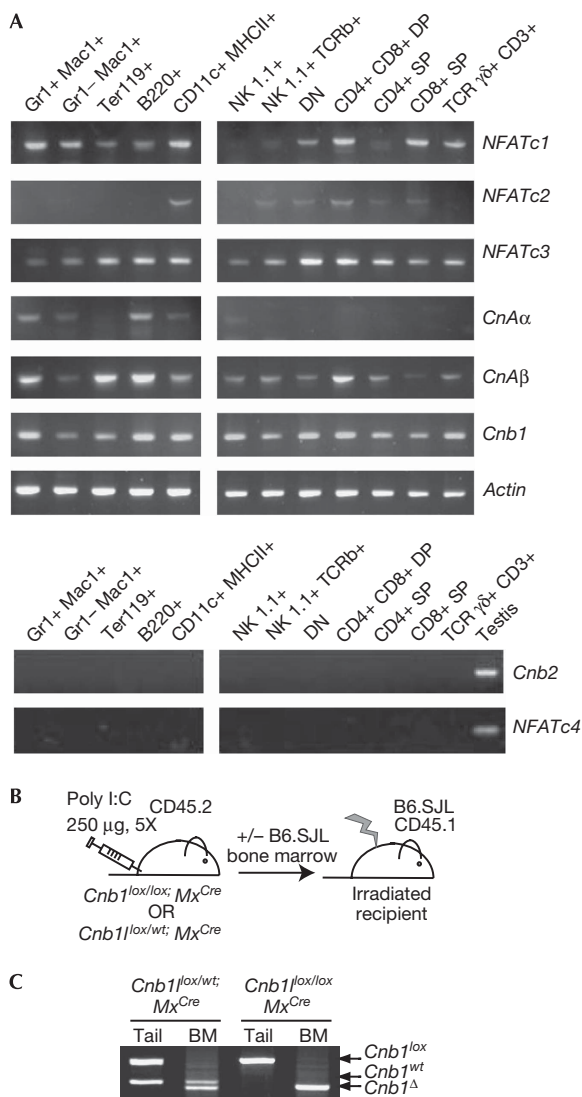 A
Gr1+ Mac1+
Gr1– Mac1+
Ter119+
B220+
CD11c+ MHCII+
NK 1.1+
NK 1.1+ TCRb+
DN
CD4+ CD8+ DP
CD4+ SP
CD8+ SP
TCR γδ+ CD3+
NFATc1
NFATc2
NFATc3
CnAα
CnAβ
Cnb1
Actin
Gr1+ Mac1+
Gr1– Mac1+
Ter119+
B220+
CD11c+ MHCII+
NK 1.1+
NK 1.1+ TCRb+
DN
CD4+ CD8+ DP
CD4+ SP
CD8+ SP
TCR γδ+ CD3+
Testis
Cnb2
NFATc4
B
Poly I:C
250 µg, 5X
CD45.2
Cnb1lox/lox; MxCre
OR
Cnb1llox/wt; MxCre
+/– B6.SJL
bone marrow
B6.SJL
CD45.1
Irradiated
recipient
C
Cnb1llox/wt;
MxCre
Cnb1llox/lox
MxCre
Tail BM Tail BM
Cnb1lox
Cnb1wt
Cnb1Δ